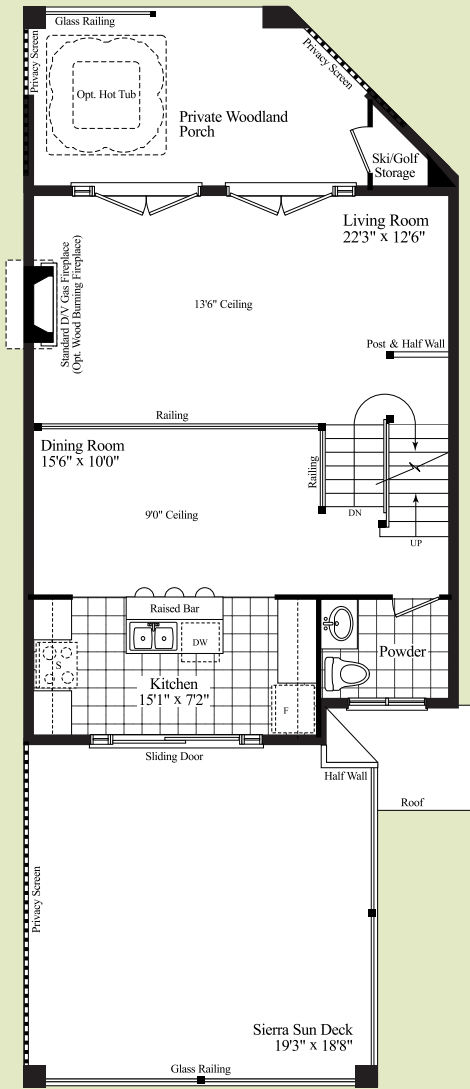 Glass Railing
Privacy Screen
Privacy Screen
Opt. Hot Tub
Private Woodland
Porch
Ski/Golf
Storage
Living Room
22'3" x 12'6"
Standard D/V Gas Fireplace
(Opt. Wood Burning Fireplace)
13'6" Ceiling
Post & Half Wall
Railing
Dining Room
15'6" x 10'0"
Railing
9'0" Ceiling
DN
UP
Raised Bar
DW
S
Powder
Kitchen
15'1" x 7'2"
F
Sliding Door
Half Wall
Roof
Privacy Screen
Sierra Sun Deck
19'3" x 18'8"
Glass Railing